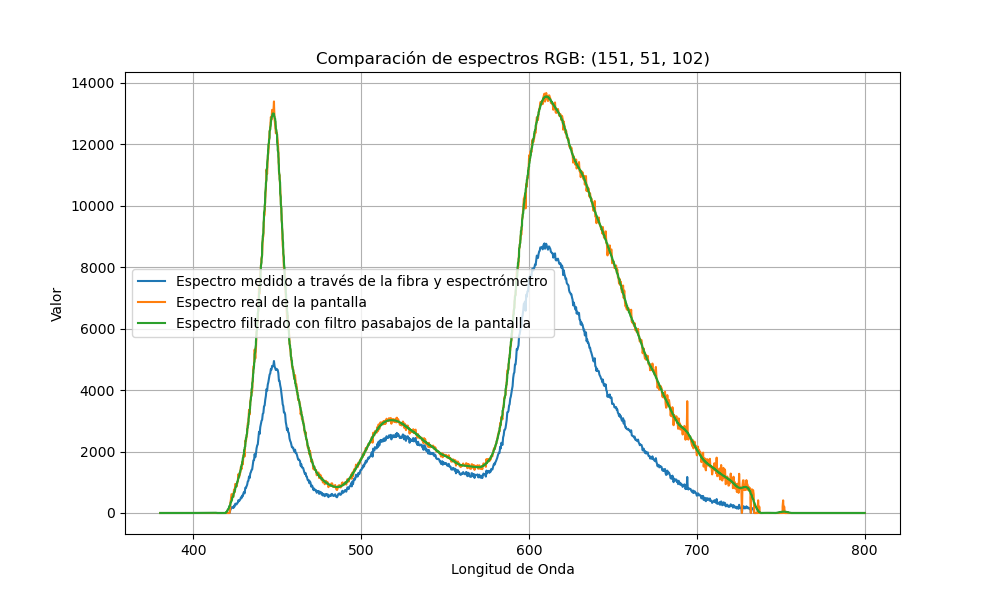 Comparación de espectros RGB: (151, 51, 102)
14000
12000
10000
8000
6000
4000
2000
0
Valor
Espectro medido a través de la fibra y espectrómetro
Espectro real de la pantalla
Espectro filtrado con filtro pasabajos de la pantalla
400 500 600 700 800
Longitud de Onda